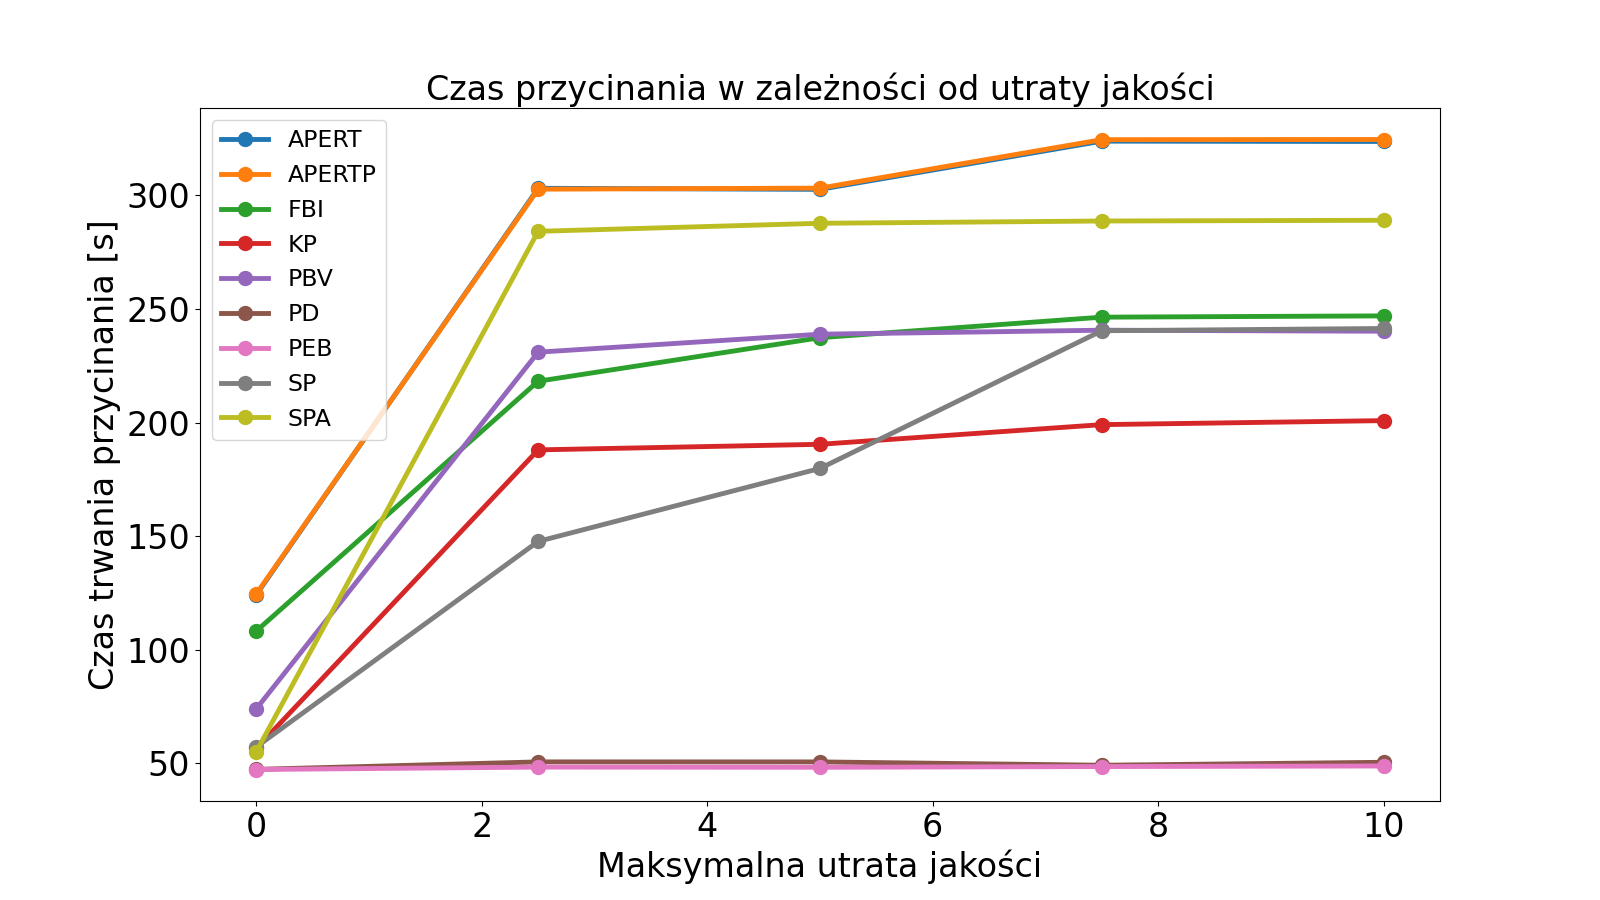 Czas przycinania w zależności od utraty jakości
APERT
APERTP
FBI
KP
PBV
PD
PEB
SP
SPA
Czas trwania przycinania [s]
300
250
200
150
100
50
0 2 4 6 8 10
Maksymalna utrata jakości